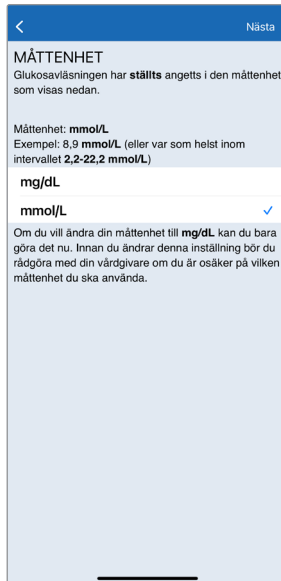 Nästa
MÅTTENHET
Glukosavläsningen har ställts angetts i den måttenhet
som visas nedan.
Måttenhet: mmol/L
Exempel: 8,9 mmol/L (eller var som helst inom
intervallet 2,2-22,2 mmol/L)
mg/dL
mmol/L
Om du vill ändra din måttenhet till mg/dL kan du bara
göra det nu. Innan du ändrar denna inställning bör du
rådgöra med din vårdgivare om du är osäker på vilken
måttenhet du ska använda.